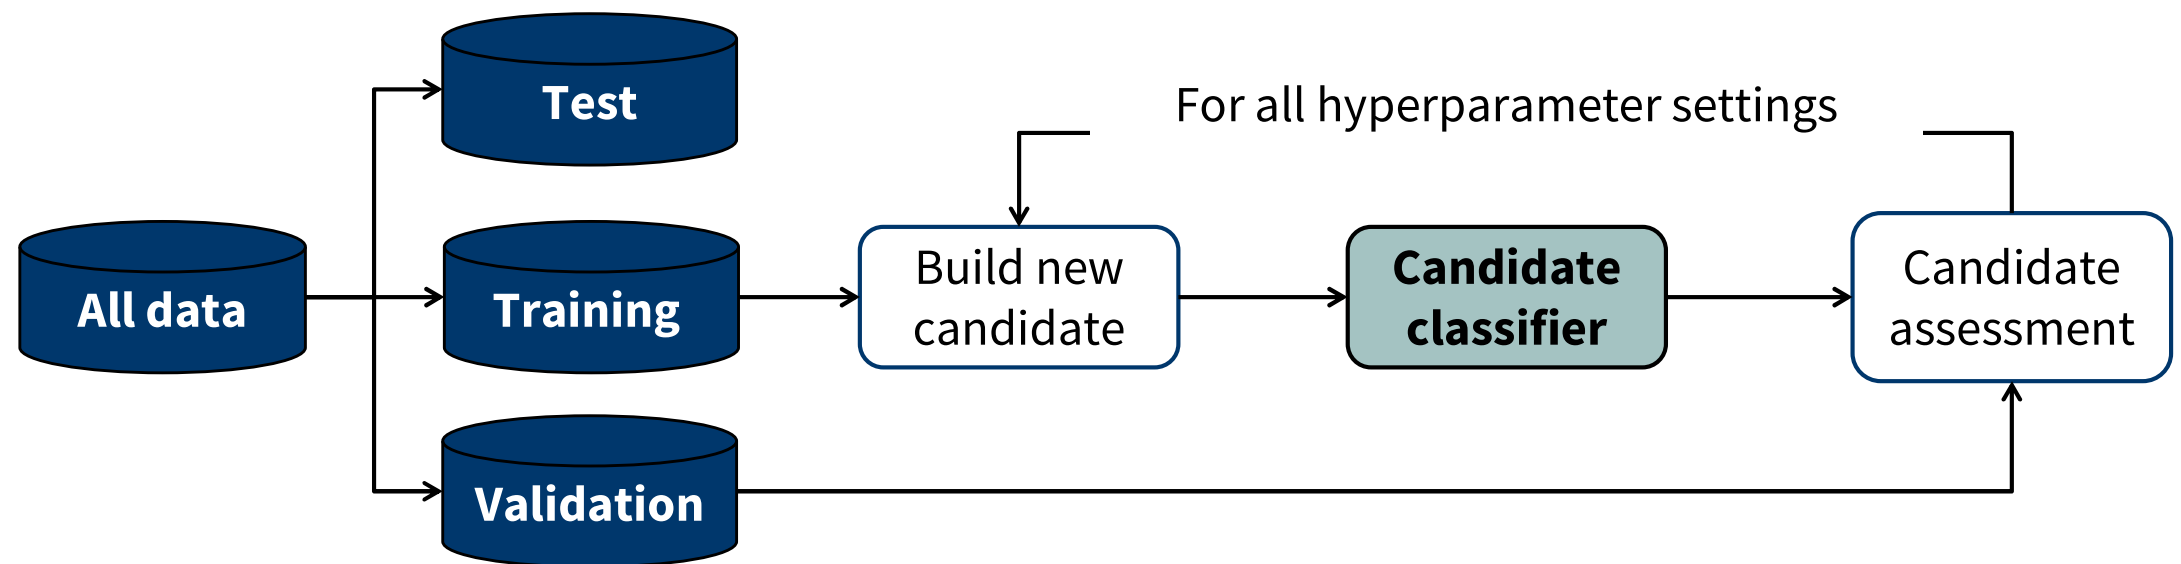 Test
For all hyperparameter settings
All data
Training
Build new
candidate
Candidate
classifier
Candidate
assessment
Validation